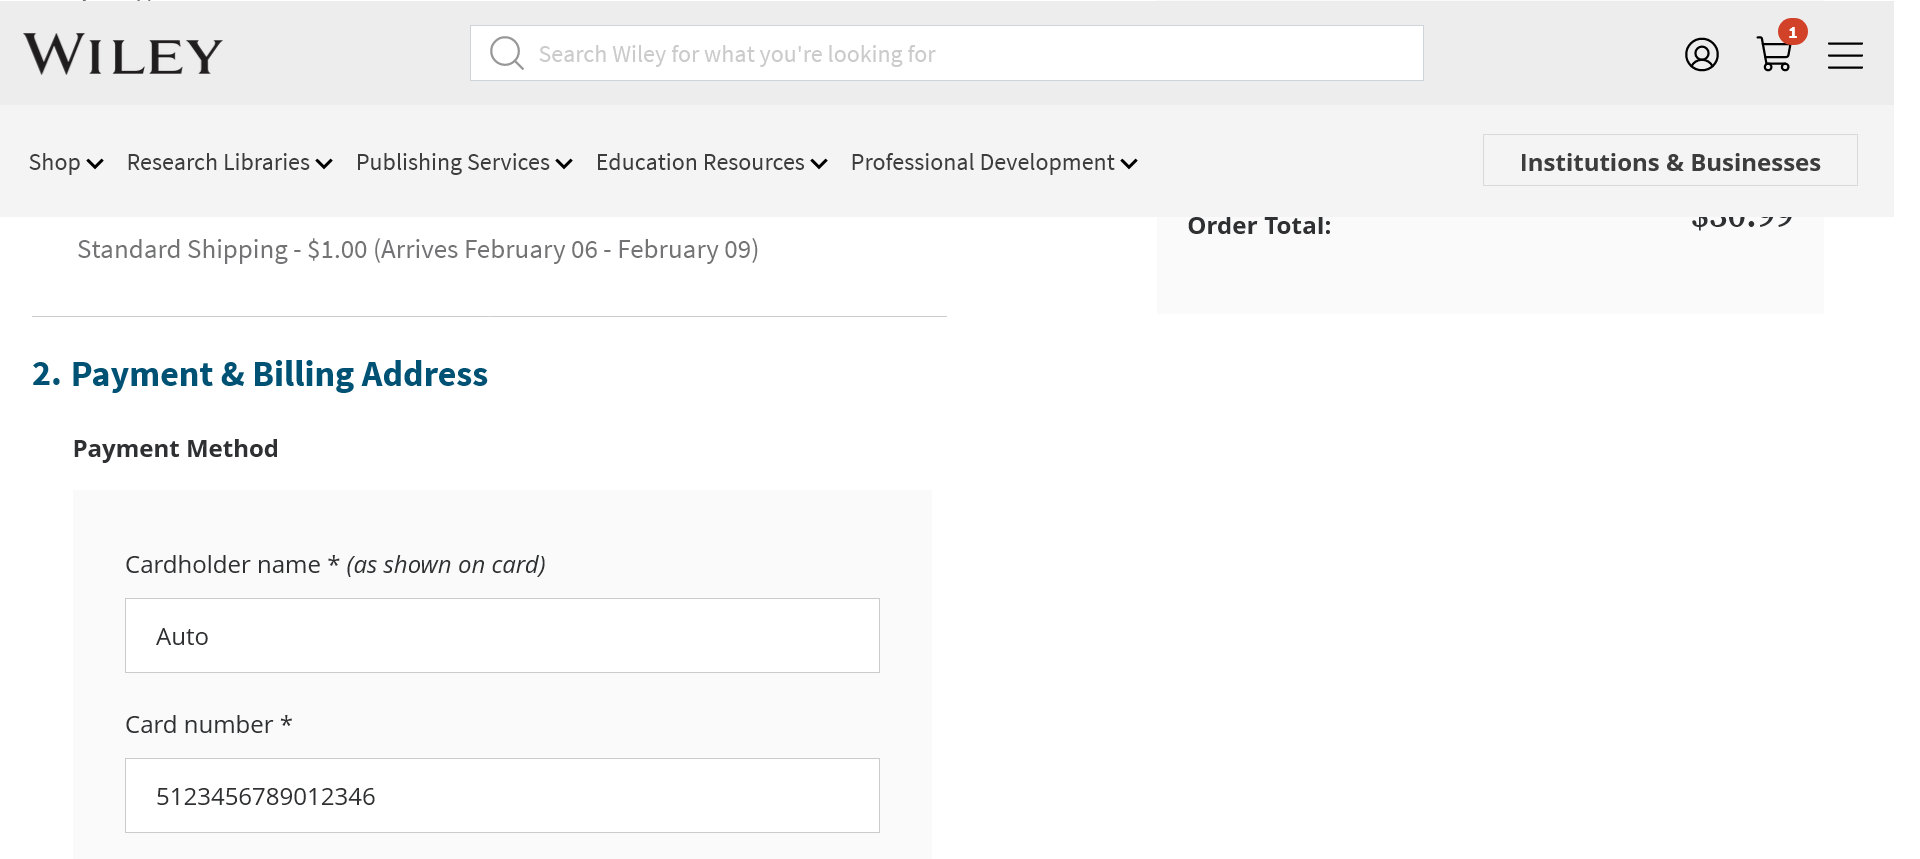 WILEY
Search Wiley for what you're looking for
1
Shop
Research Libraries
Publishing Services
Education Resources
Professional Development
Institutions & Businesses
Order Total:
Standard Shipping - $1.00 (Arrives February 06 - February 09)
2. Payment & Billing Address
Payment Method
Cardholder name * (as shown on card)
Auto
Card number *
5123456789012346